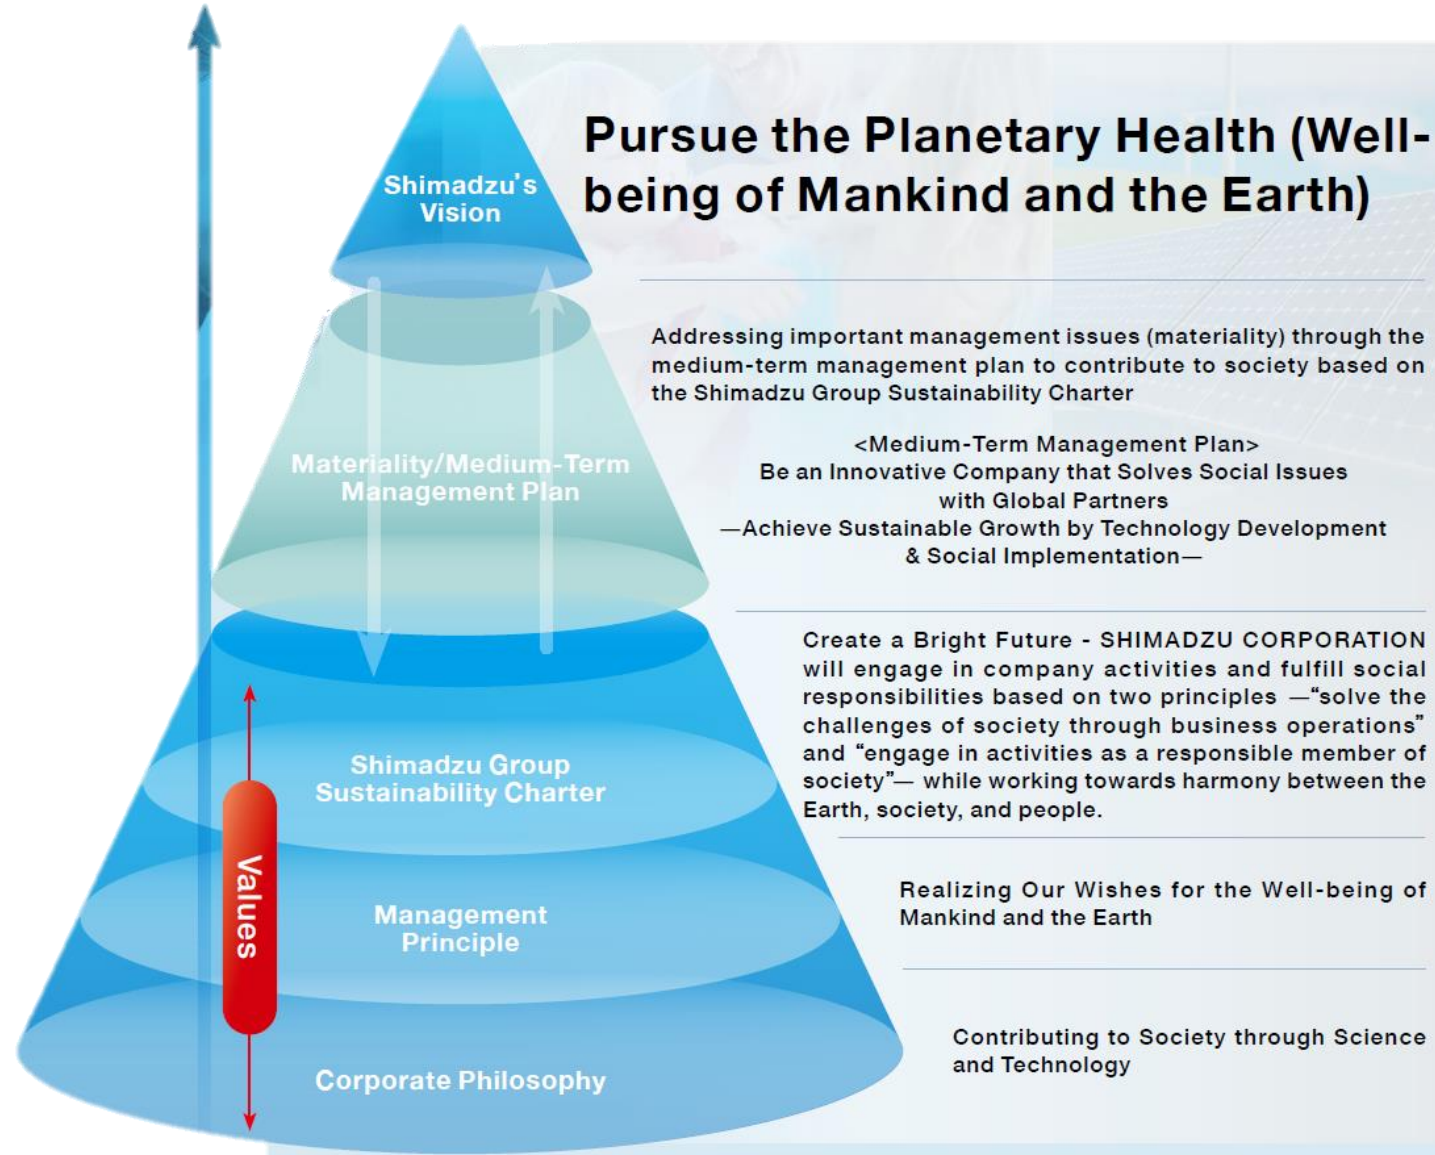 Shimadzu's
Vision
Pursue the Planetary Health (Well-
being of Mankind and the Earth)
Materiality/Medium-Term
Management Plan
Addressing important management issues (materiality) through the
medium-term management plan to contribute to society based on
the Shimadzu Group Sustainability Charter
<Medium-Term Management Plan>
Be an Innovative Company that Solves Social Issues
with Global Partners
—Achieve Sustainable Growth by Technology Development
& Social Implementation—
Values
Shimadzu Group
Sustainability Charter
Create a Bright Future - SHIMADZU CORPORATION
will engage in company activities and fulfill social
responsibilities based on two principles —“solve the
challenges of society through business operations”
and “engage in activities as a responsible member of
society”— while working towards harmony between the
Earth, society, and people.
Management
Principle
Realizing Our Wishes for the Well-being of
Mankind and the Earth
Corporate Philosophy
Contributing to Society through Science
and Technology